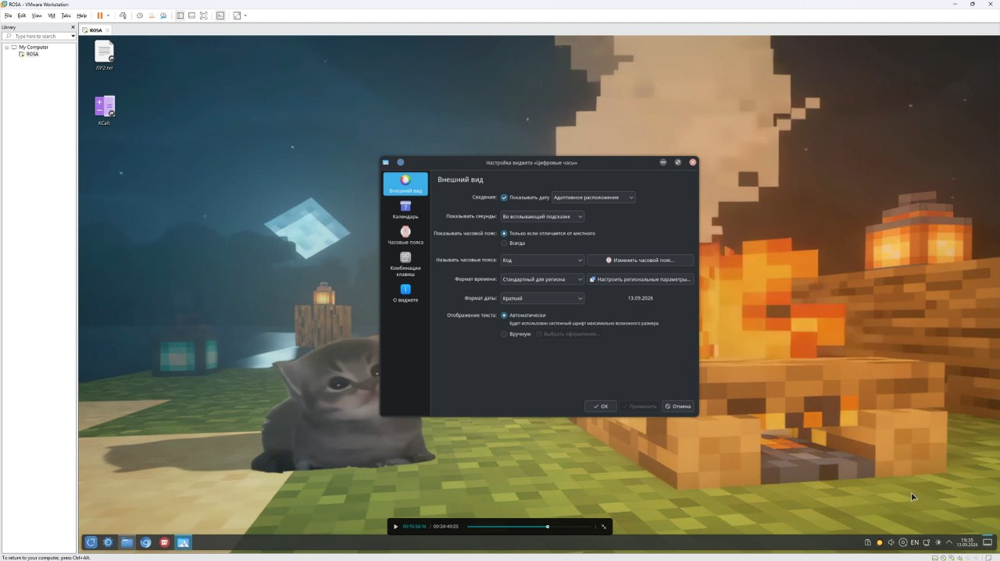 ROSA - VMware Workstation
File Edit View VM Tabs Help
Library
Type here to search
My Computer
ROSA
ROSA
ПР2.txt
KCalc
Настройка виджета «Цифровые часы»
Внешний вид
Календарь
Часовые пояса
Комбинации
клавиш
О виджете
Внешний вид
Сведения: Показывать дату Адаптивное расположение
Показывать секунды: Во всплывающей подсказке
Показывать часовой пояс: Только если отличается от местного
Всегда
Называть часовые пояса: Код Изменить часовой пояс...
Формат времени: Стандартный для региона Настроить региональные параметры...
Формат даты: Краткий 13.09.2026
Отображение текста: Автоматически
Будет использован системный шрифт максимально возможного размера.
Вручную Выбрать оформление...
ОК Применить Отмена
00:15:56:16 / 00:24:40:25
EN
19:35
13.09.2026
To return to your computer, press Ctrl+Alt.